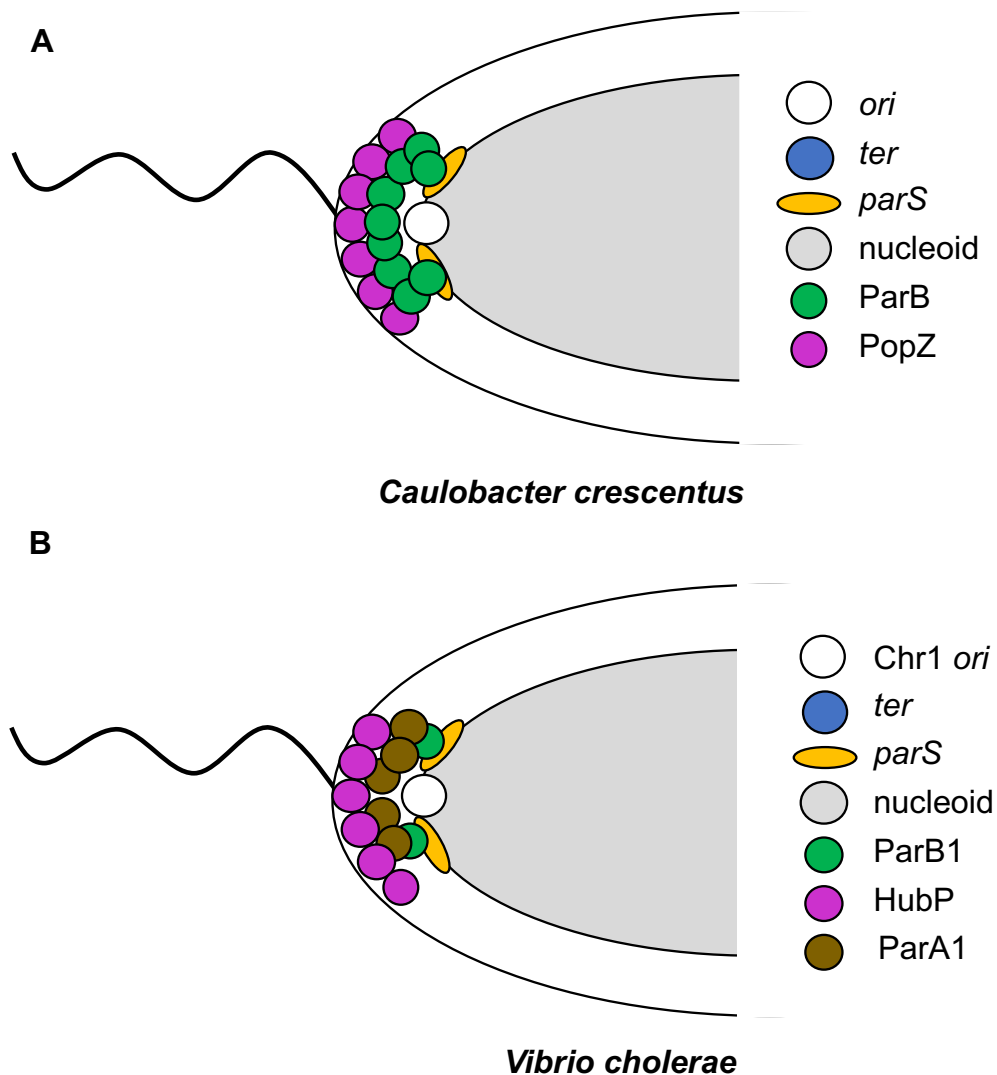 A
ori
ter
parS
nucleoid
ParB
PopZ
Caulobacter crescentus
B
Chr1 ori
ter
parS
nucleoid
ParB1
HubP
ParA1
Vibrio cholerae